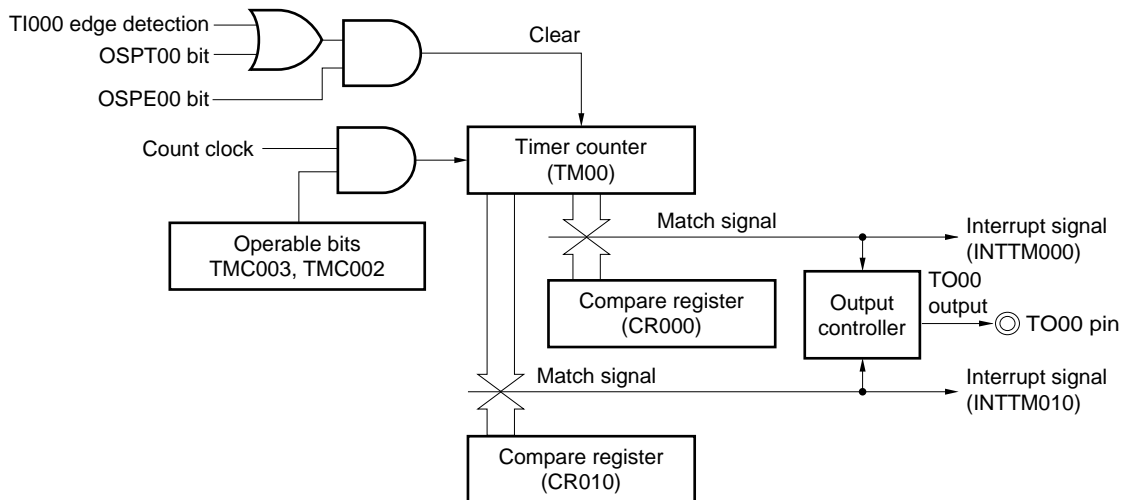 TI000 edge detection
OSPT00 bit
OSPE00 bit
Clear
Count clock
Timer counter
(TM00)
Operable bits
TMC003, TMC002
Match signal
Interrupt signal
(INTTM000)
Compare register
(CR000)
Output
controller
TO00
output
TO00 pin
Match signal
Interrupt signal
(INTTM010)
Compare register
(CR010)